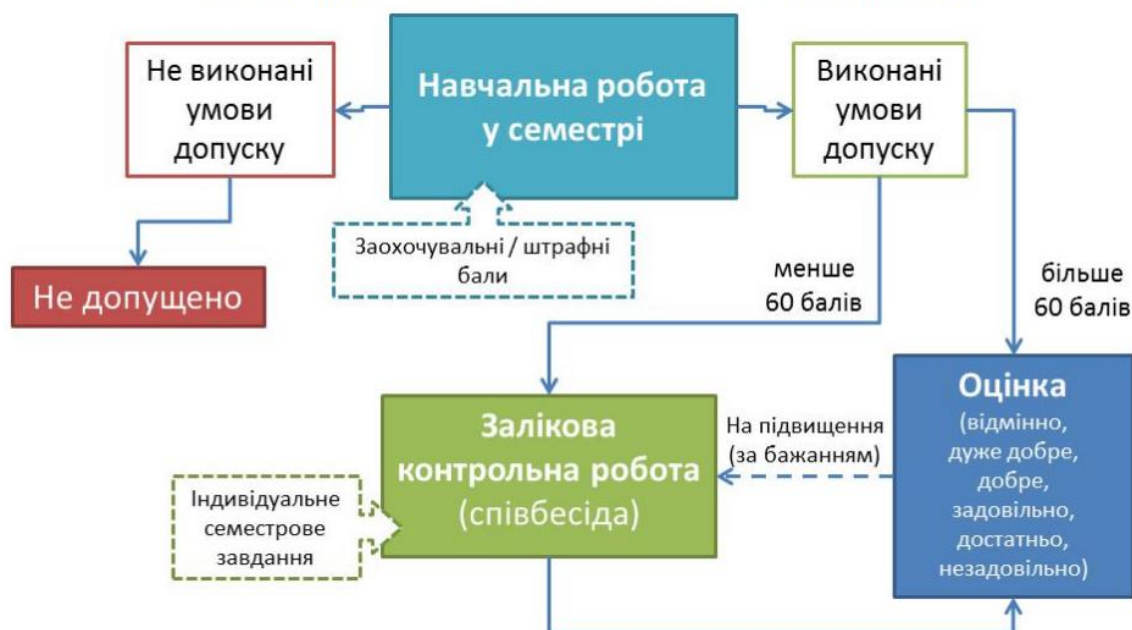 Не виконані
умови
допуску
Навчальна робота
у семестрі
Виконані
умови
допуску
Заохочувальні / штрафні
бали
Не допущено
менше
60 балів
більше
60 балів
Залікова
контрольна робота
(співбесіда)
На підвищення
(за бажанням)
Оцінка
(відмінно,
дуже добре,
добре,
задовільно,
достатньо,
незадовільно)
Індивідуальне
семестрове
завдання